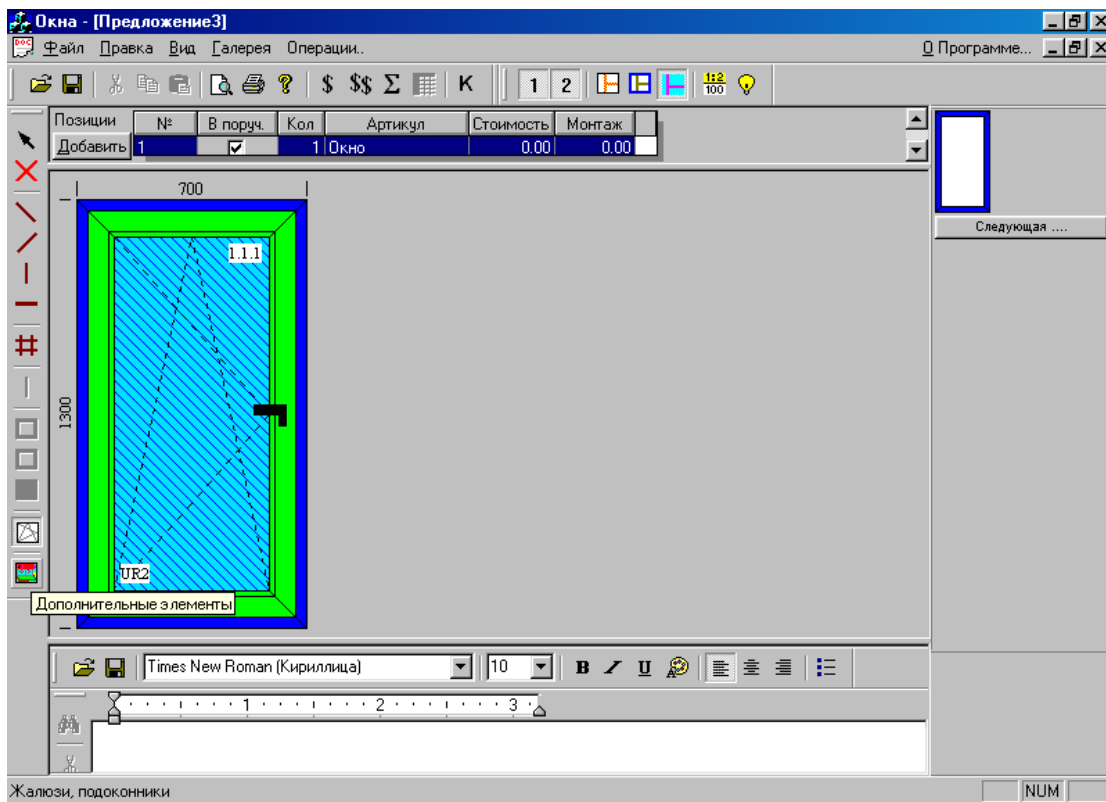 Окна - [Предложение3]
Файл Правка Вид Галерея Операции.. О Программе...
$ $$ Σ K 1 2 1:2 100
Позиции № В поруч. Кол Артикул Стоимость Монтаж
Добавить 1 1 Окно 0.00 0.00
Следующая ....
700
1.1.1
1300
UR2
Дополнительные элементы
Times New Roman (Кириллица) 10 B I U
1 2 3
Жалюзи, подоконники NUM